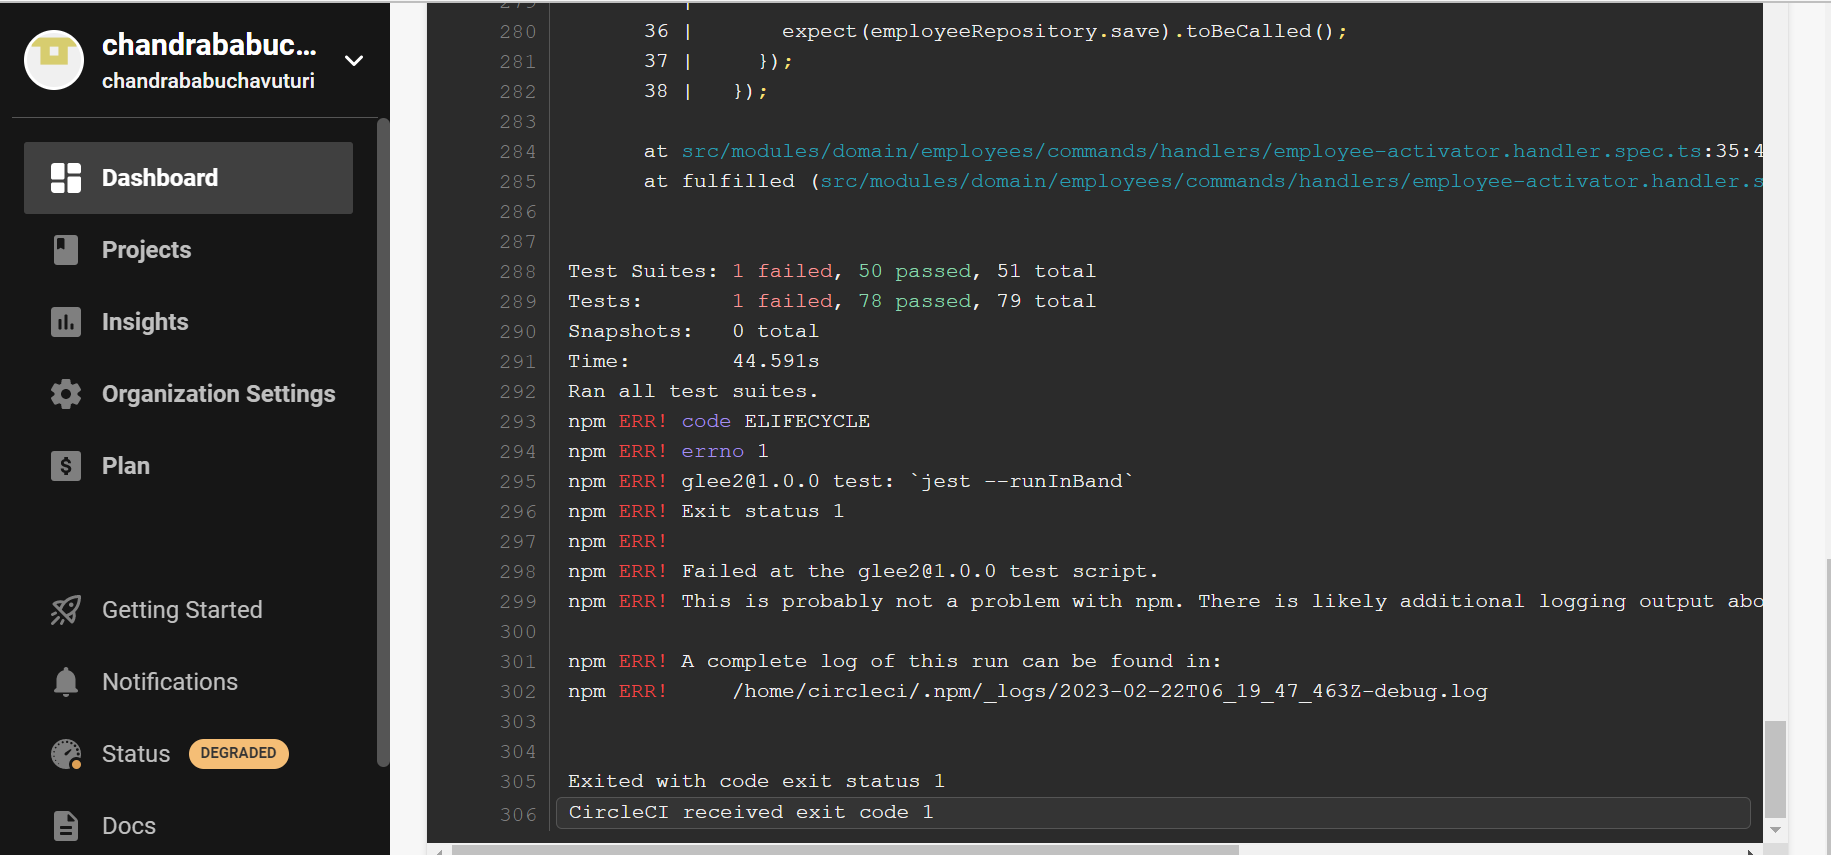 chandrababuc...
chandrababuchavuturi
Dashboard
Projects
Insights
Organization Settings
Plan
Getting Started
Notifications
Status DEGRADED
Docs
280 36 | expect(employeeRepository.save).toBeCalled();
281 37 | });
282 38 | });
283
284 at src/modules/domain/employees/commands/handlers/employee-activator.handler.spec.ts:35:4
285 at fulfilled (src/modules/domain/employees/commands/handlers/employee-activator.handler.s
286
287
288 Test Suites: 1 failed, 50 passed, 51 total
289 Tests: 1 failed, 78 passed, 79 total
290 Snapshots: 0 total
291 Time: 44.591s
292 Ran all test suites.
293 npm ERR! code ELIFECYCLE
294 npm ERR! errno 1
295 npm ERR! glee2@1.0.0 test: `jest --runInBand`
296 npm ERR! Exit status 1
297 npm ERR!
298 npm ERR! Failed at the glee2@1.0.0 test script.
299 npm ERR! This is probably not a problem with npm. There is likely additional logging output abo
300
301 npm ERR! A complete log of this run can be found in:
302 npm ERR! /home/circleci/.npm/_logs/2023-02-22T06_19_47_463Z-debug.log
303
304
305 Exited with code exit status 1
306 CircleCI received exit code 1